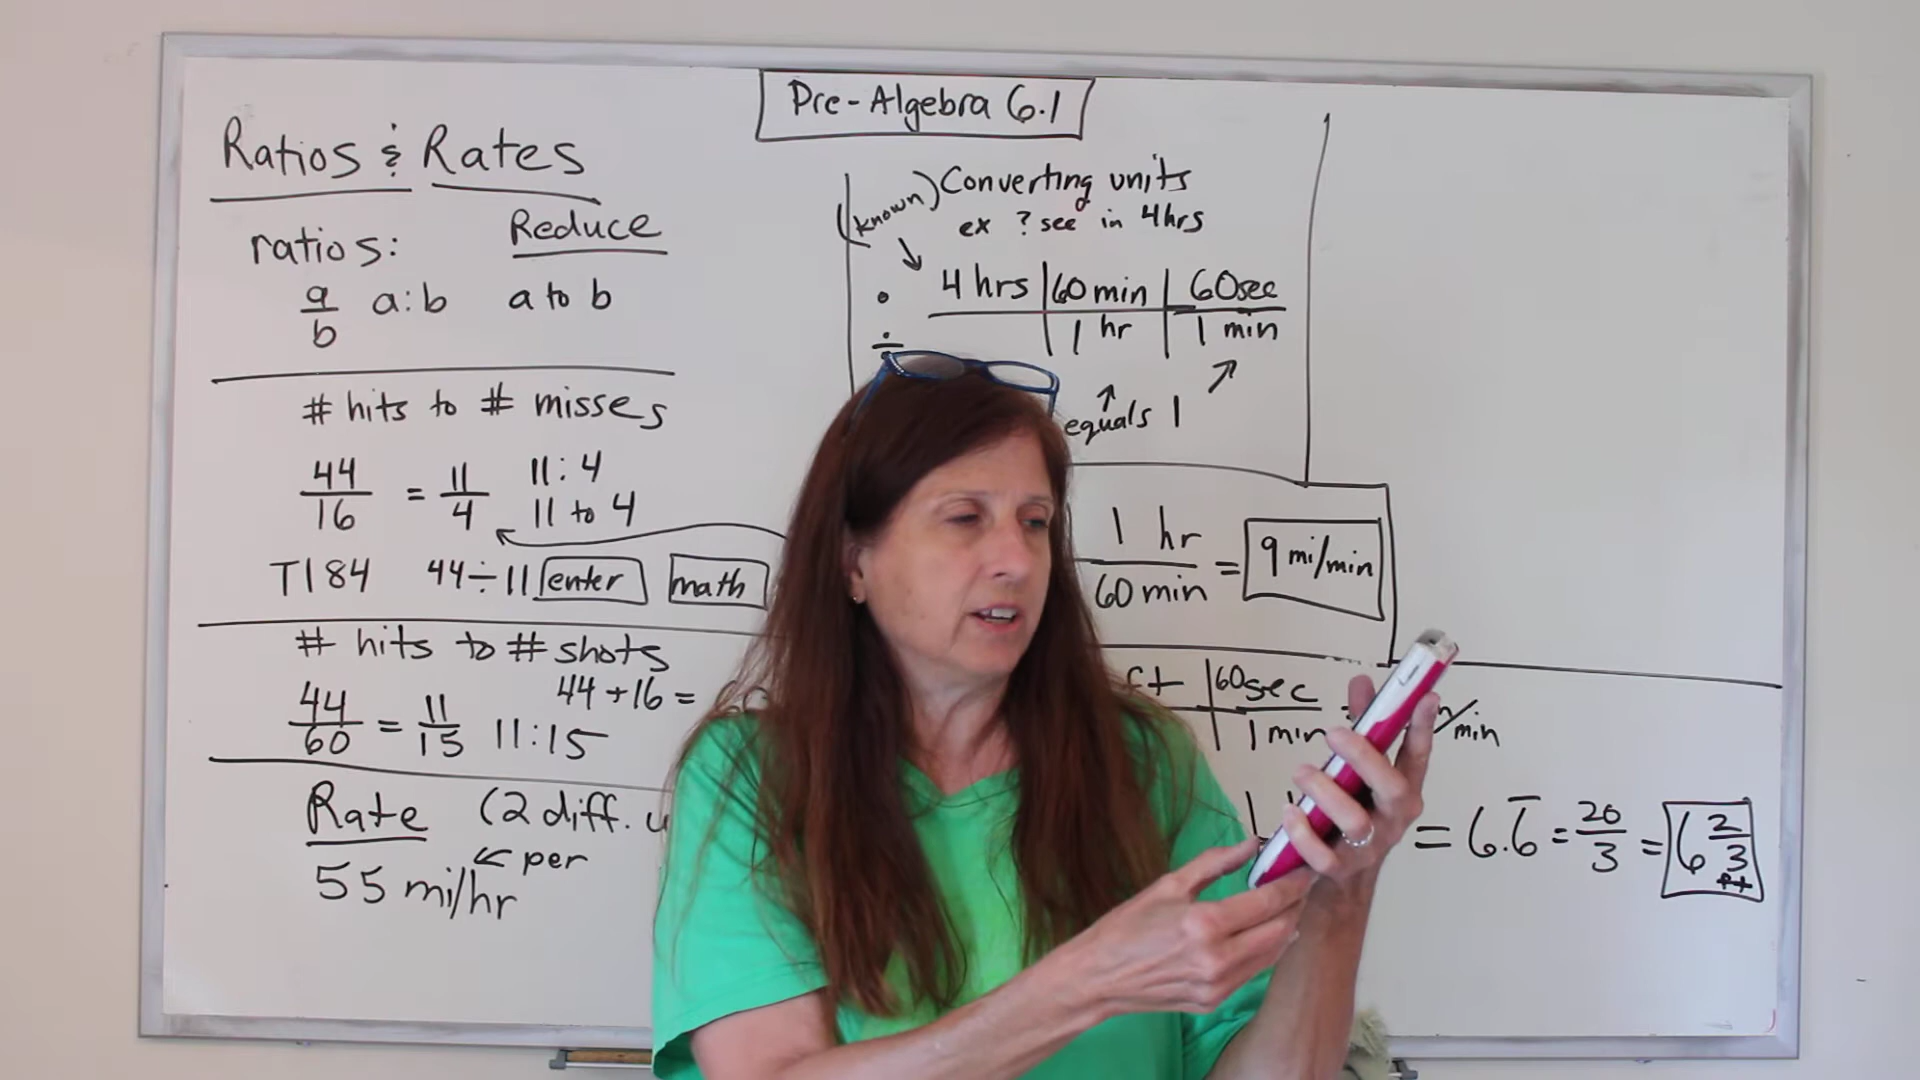 Pre-Algebra 6.1
Ratios & Rates
ratios: Reduce
a/b a:b a to b
# hits to # misses
44/16 = 11/4 11:4
11 to 4
TI84 44÷11 enter math
# hits to # shots
44+16 =
44/60 = 11/15 11:15
Rate (2 diff.
← per
55 mi/hr
(known) Converting units
ex ? sec in 4hrs
• 4 hrs | 60 min | 60sec
÷ 1 hr | 1 min
equals 1
1 hr
60 min = 9 mi/min
60sec
1 min /min
= 6.6̅ = 20/3 = 6 2/3 ft